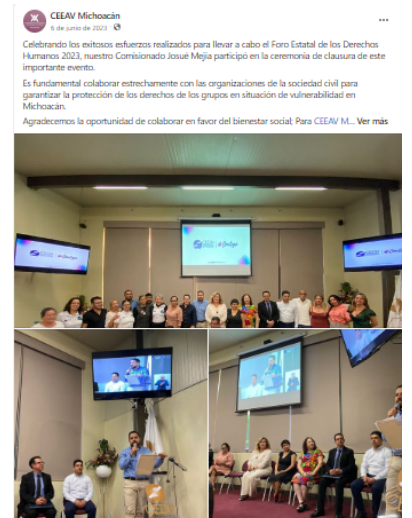 CEEAV Michoacán
6 de junio de 2023
Celebrando los exitosos esfuerzos realizados para llevar a cabo el Foro Estatal de los Derechos
Humanos 2023, nuestro Comisionado Josué Mejía participó en la ceremonia de clausura de este
importante evento.
Es fundamental colaborar estrechamente con las organizaciones de la sociedad civil para
garantizar la protección de los derechos de los grupos en situación de vulnerabilidad en
Michoacán.
Agradecemos la oportunidad de colaborar en favor del bienestar social; Para CEEAV M... Ver más